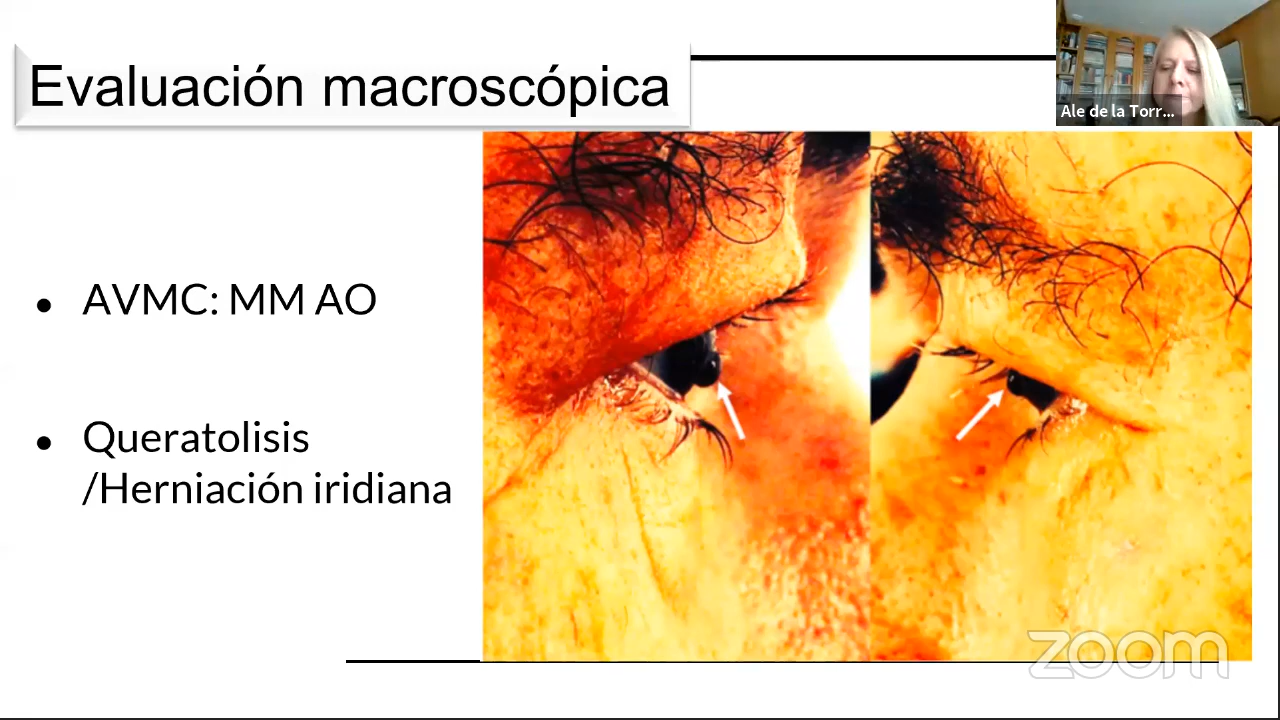 Evaluación macroscópica
Ale de la Torr...
● AVMC: MM AO
● Queratolisis
/Herniación iridiana
zoom